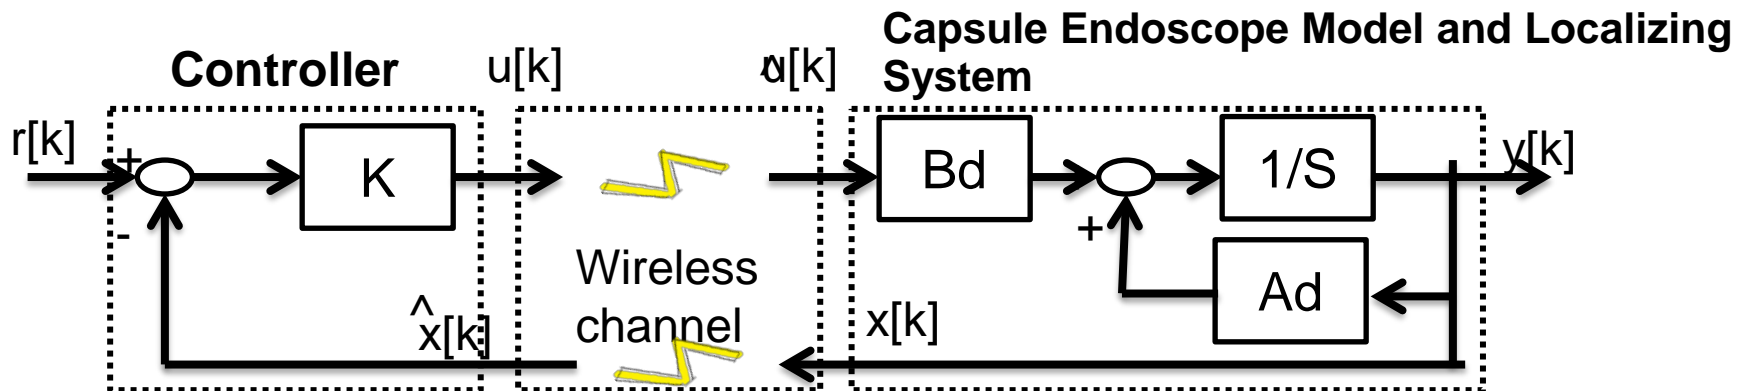 Capsule Endoscope Model and Localizing
System
Controller
u[k]
^u[k]
r[k]
+
-
K
Bd
+
1/S
Ad
y[k]
Wireless
channel
^
x[k]
x[k]